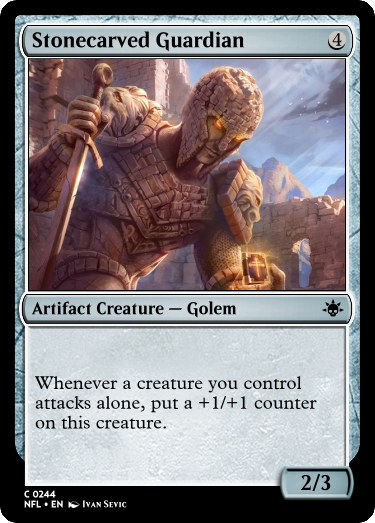 Stonecarved Guardian 4
Artifact Creature — Golem
Whenever a creature you control
attacks alone, put a +1/+1 counter
on this creature.
2/3
C 0244
NFL • EN Ivan Sevic